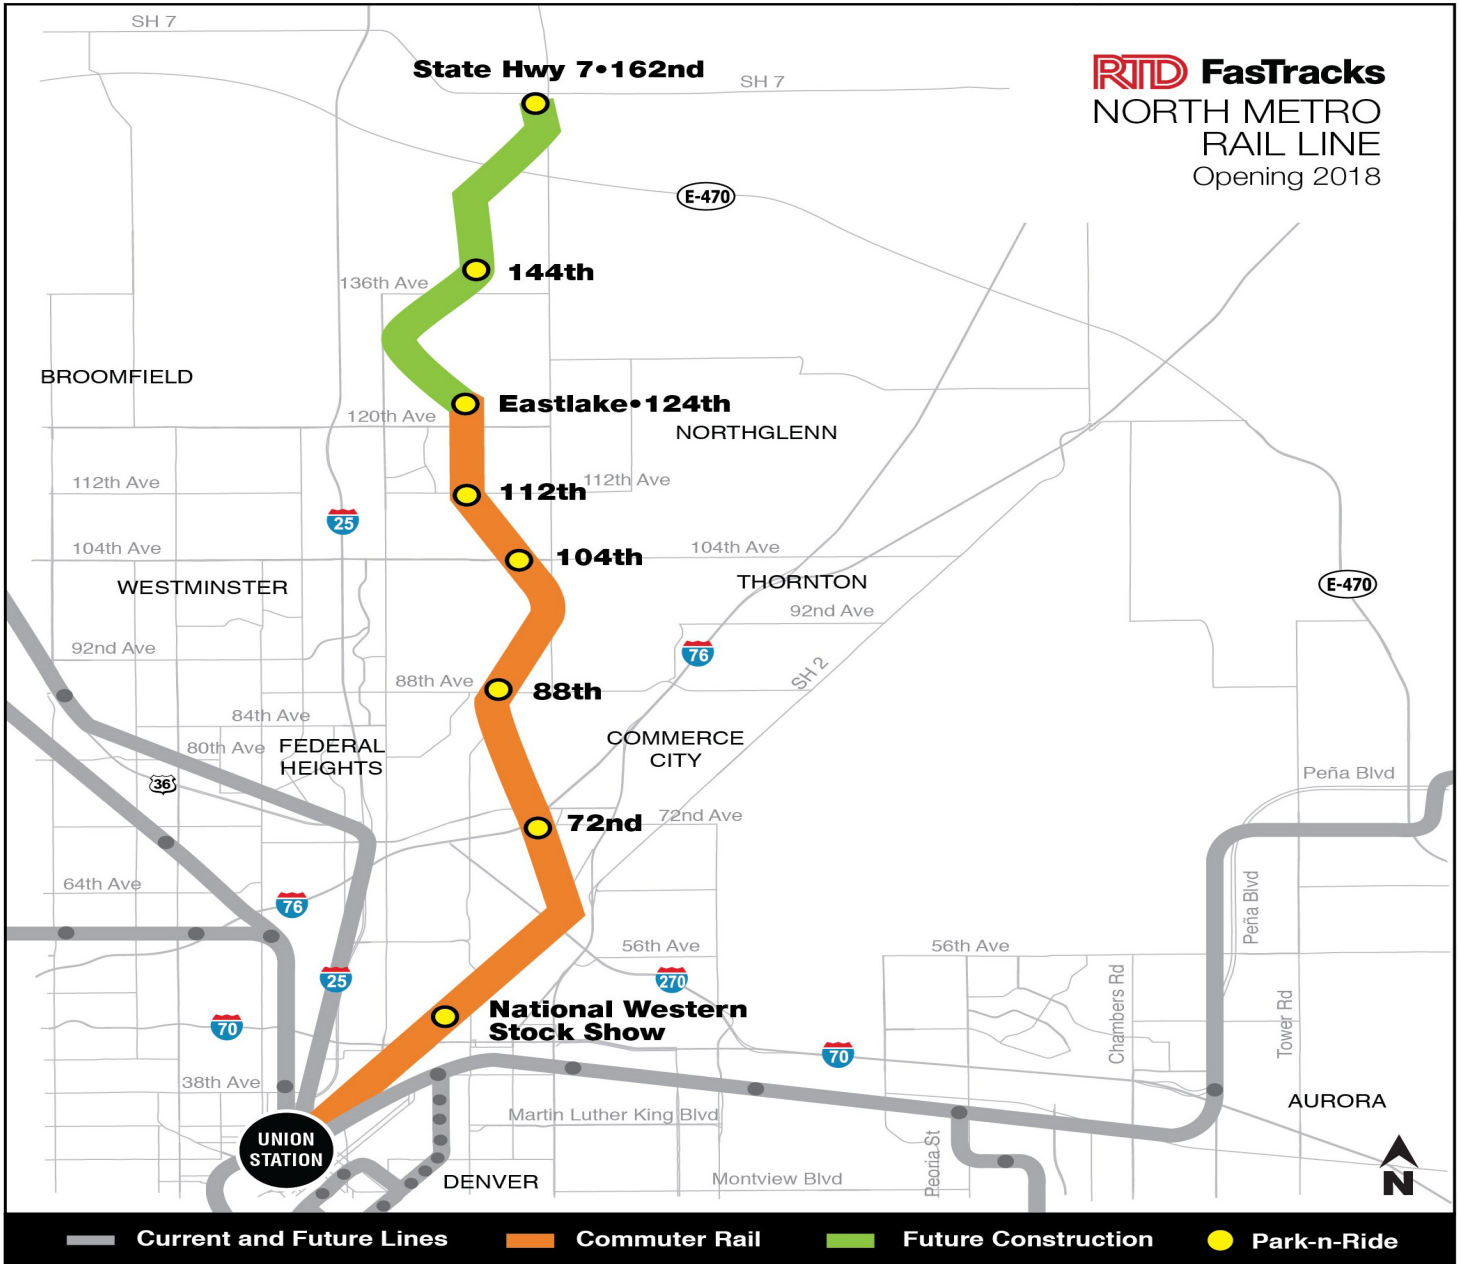 SH 7
State Hwy 7•162nd
SH 7
RTD FasTracks
NORTH METRO
RAIL LINE
Opening 2018
E-470
144th
136th Ave
BROOMFIELD
Eastlake•124th
120th Ave
NORTHGLENN
112th Ave
112th
112th Ave
25
104th Ave
104th
104th Ave
WESTMINSTER
THORNTON
E-470
92nd Ave
92nd Ave
76
SH 2
88th Ave
88th
84th Ave
80th Ave
FEDERAL
HEIGHTS
COMMERCE
CITY
36
Peña Blvd
72nd
72nd Ave
64th Ave
76
Peña Blvd
56th Ave
56th Ave
25
270
National Western
Stock Show
70
70
Chambers Rd
Tower Rd
38th Ave
Martin Luther King Blvd
AURORA
UNION
STATION
DENVER
Montview Blvd
Peoria St
N
Current and Future Lines
Commuter Rail
Future Construction
Park-n-Ride